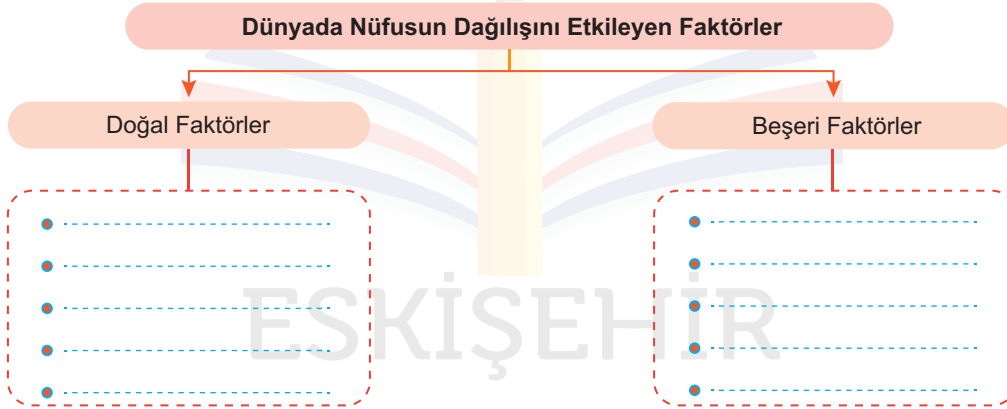 Dünyada Nüfusun Dağılışını Etkileyen Faktörler
Doğal Faktörler
Beşeri Faktörler
ESKİŞEHİR